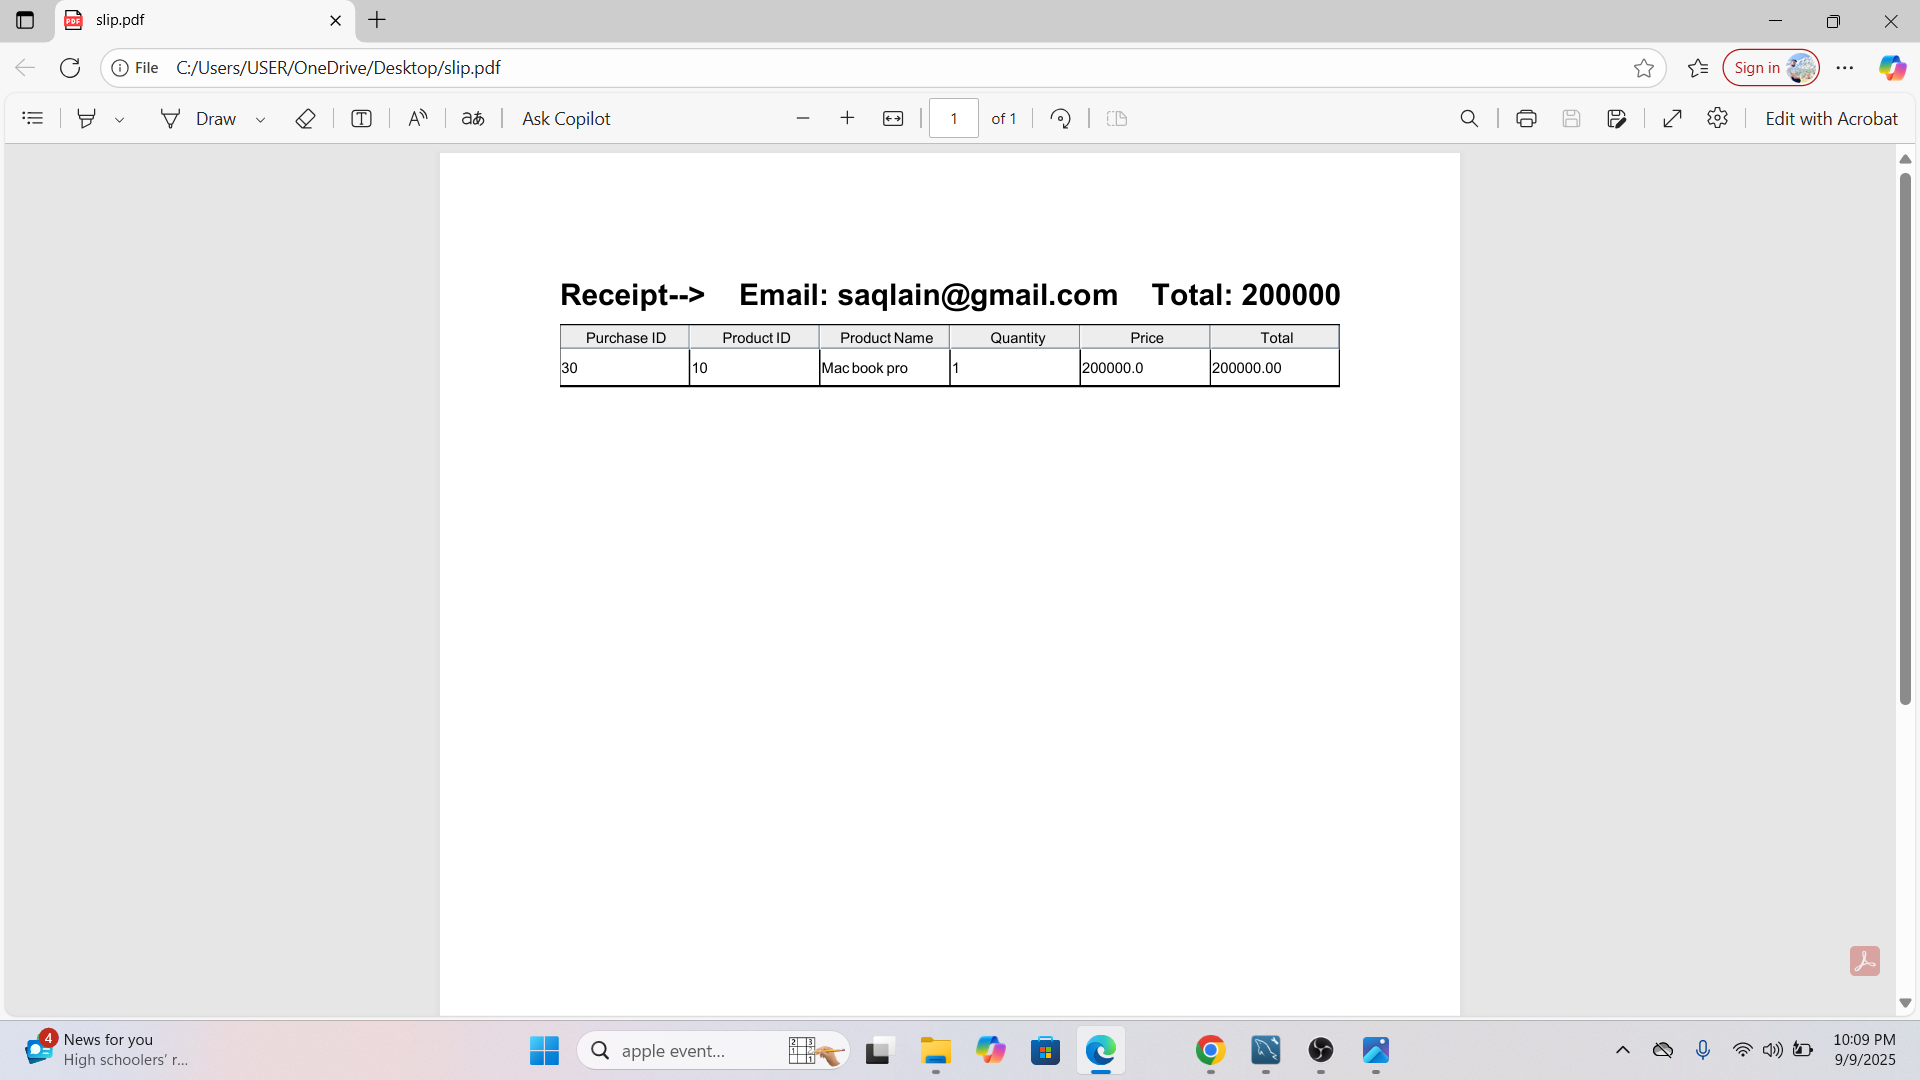 slip.pdf
File C:/Users/USER/OneDrive/Desktop/slip.pdf
Sign in
Draw
Ask Copilot
1 of 1
Edit with Acrobat
Receipt--> Email: saqlain@gmail.com Total: 200000
Purchase ID Product ID Product Name Quantity Price Total
30 10 Mac book pro 1 200000.0 200000.00
4
News for you
High schoolers' r...
apple event...
10:09 PM
9/9/2025